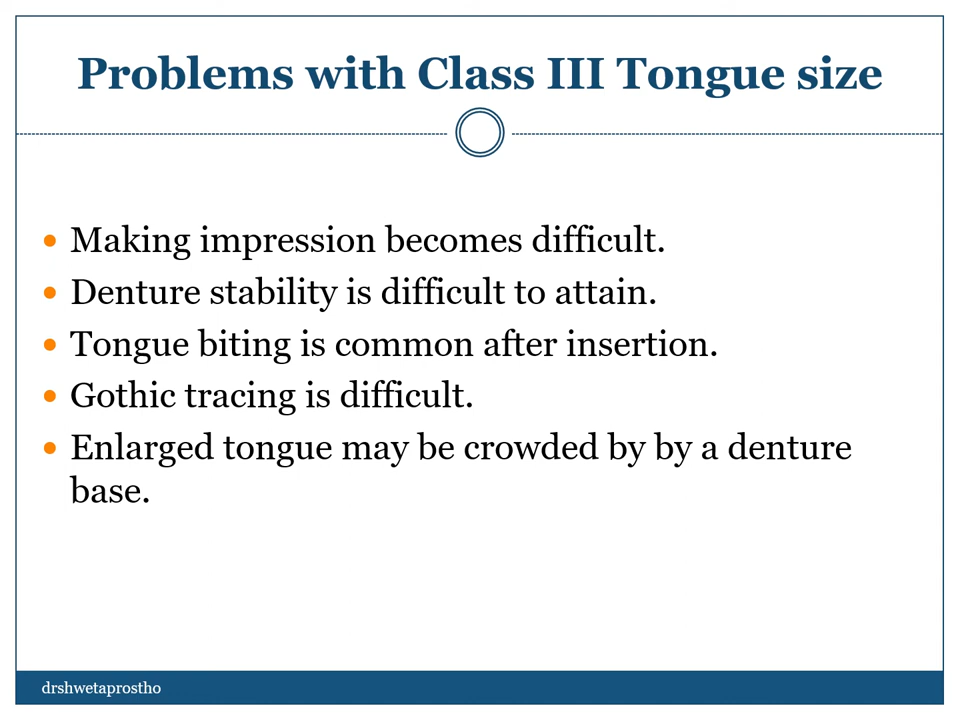 Problems with Class III Tongue size
Making impression becomes difficult.
Denture stability is difficult to attain.
Tongue biting is common after insertion.
Gothic tracing is difficult.
Enlarged tongue may be crowded by by a denture
base.
drshwetaprostho